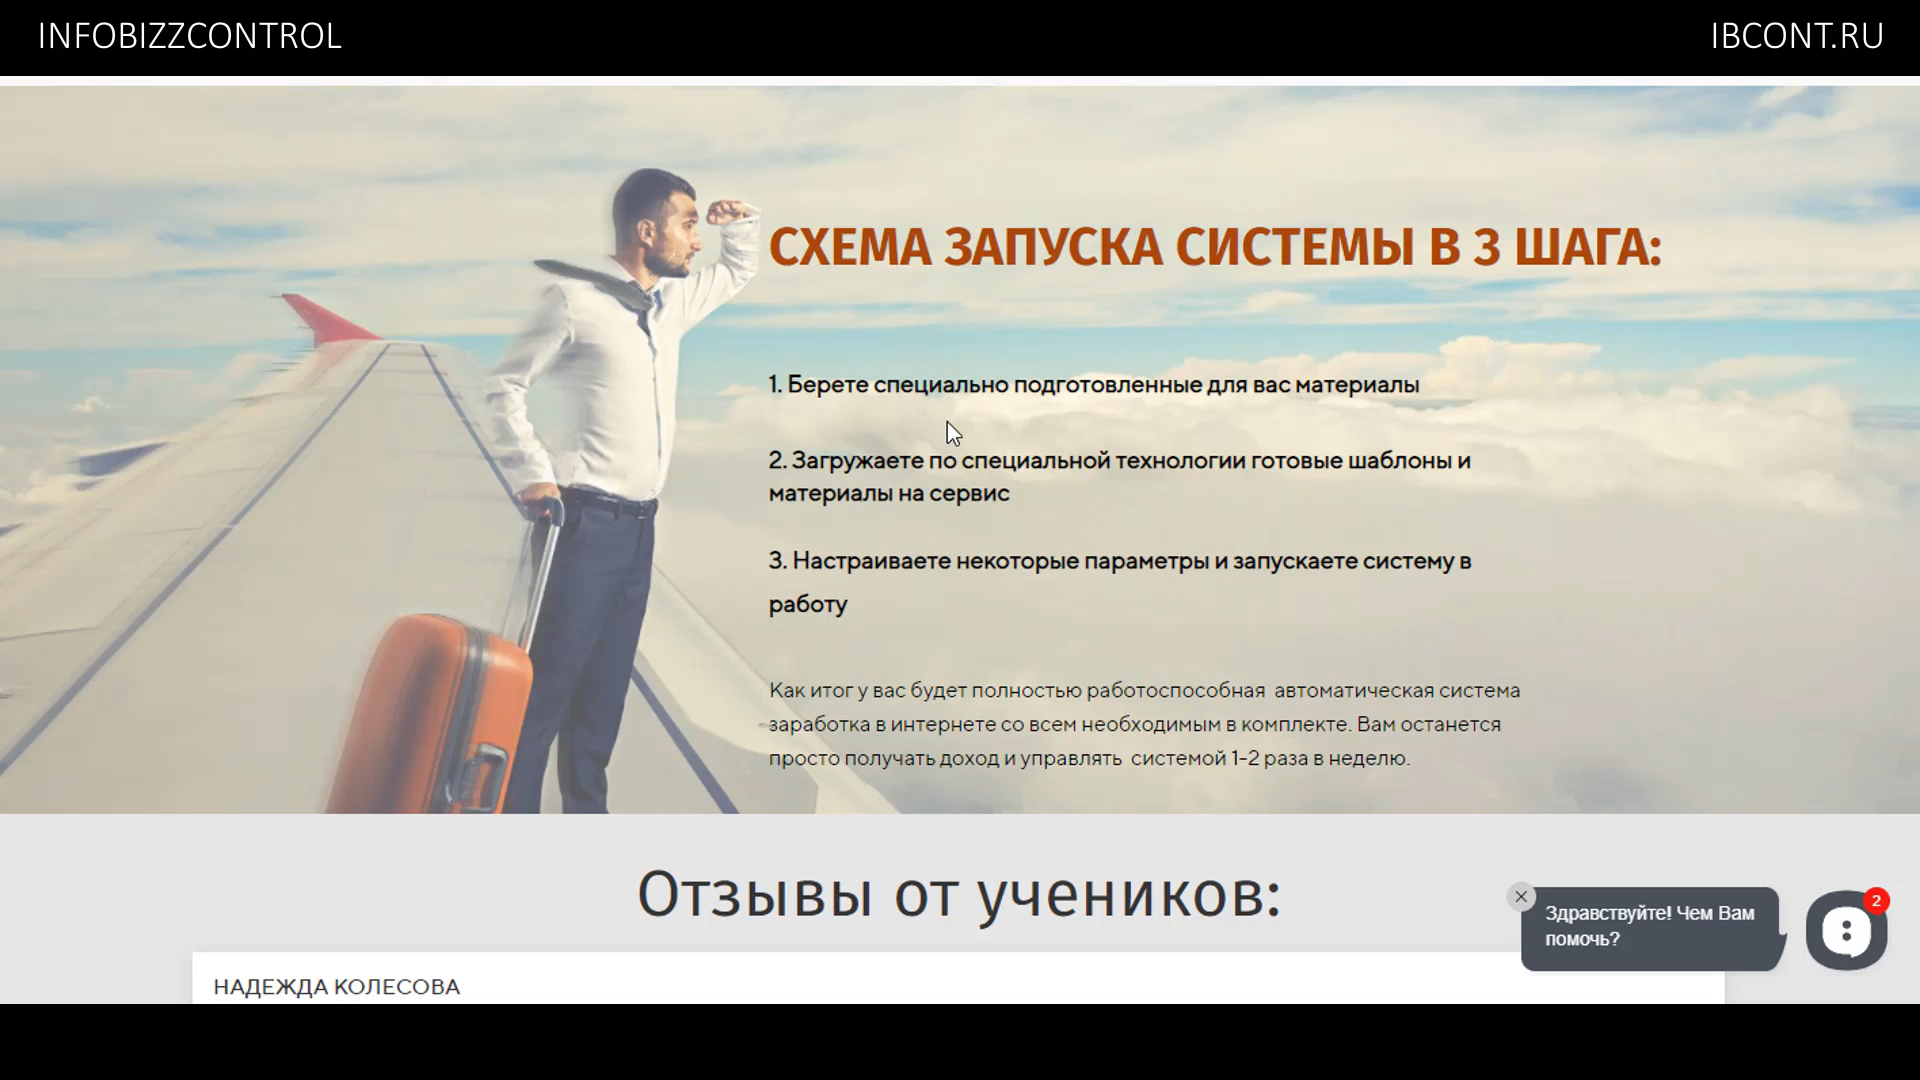 INFOBIZZCONTROL
IBCONT.RU
СХЕМА ЗАПУСКА СИСТЕМЫ В 3 ШАГА:
1. Берете специально подготовленные для вас материалы
2. Загружаете по специальной технологии готовые шаблоны и
материалы на сервис
3. Настраиваете некоторые параметры и запускаете систему в
работу
Как итог у вас будет полностью работоспособная автоматическая система
заработка в интернете со всем необходимым в комплекте. Вам останется
просто получать доход и управлять системой 1-2 раза в неделю.
Отзывы от учеников:
НАДЕЖДА КОЛЕСОВА
Здравствуйте! Чем Вам
помочь?
2